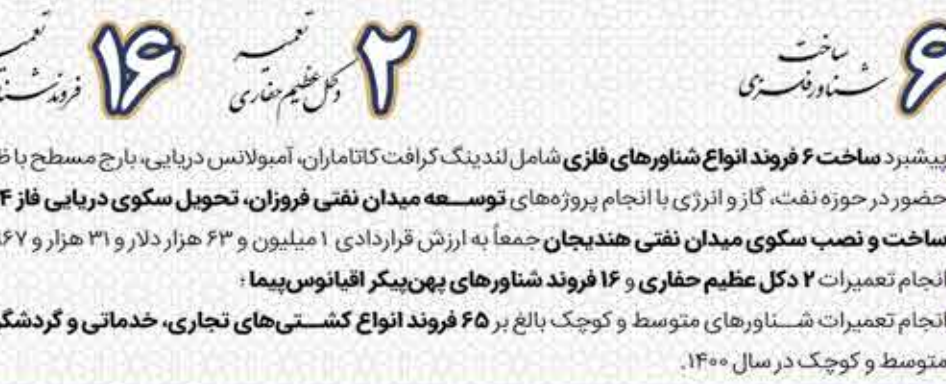 ۶ ساخت شناور فلزی
۲ تعمیر دکل عظیم حفاری
۱۶ تعمیر فروند
پیشبرد ساخت ۶ فروند انواع شناورهای فلزی شامل لندینگ کرافت کاتاماران، آمبولانس دریایی، بارج مسطح با
حضور در حوزه نفت، گاز و انرژی با انجام پروژه‌های توسعه میدان نفتی فروزان، تحویل سکوی دریایی فاز
ساخت و نصب سکوی میدان نفتی هندیجان جمعاً به ارزش قراردادی ۱ میلیون و ۶۳ هزار دلار و ۳۱ هزار و
انجام تعمیرات ۲ دکل عظیم حفاری و ۱۶ فروند شناورهای پهن‌پیکر اقیانوس‌پیما؛
انجام تعمیرات شناورهای متوسط و کوچک بالغ بر ۶۵ فروند انواع کشتی‌های تجاری، خدماتی و
متوسط و کوچک در سال ۱۴۰۰.